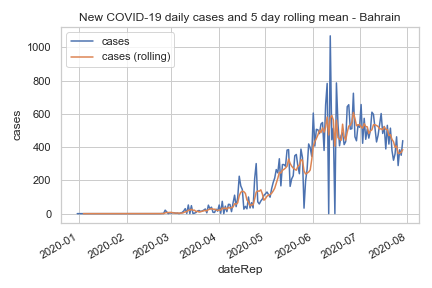 New COVID-19 daily cases and 5 day rolling mean - Bahrain
cases
cases (rolling)
1000
800
600
400
200
0
cases
2020-01
2020-02
2020-03
2020-04
2020-05
2020-06
2020-07
2020-08
dateRep